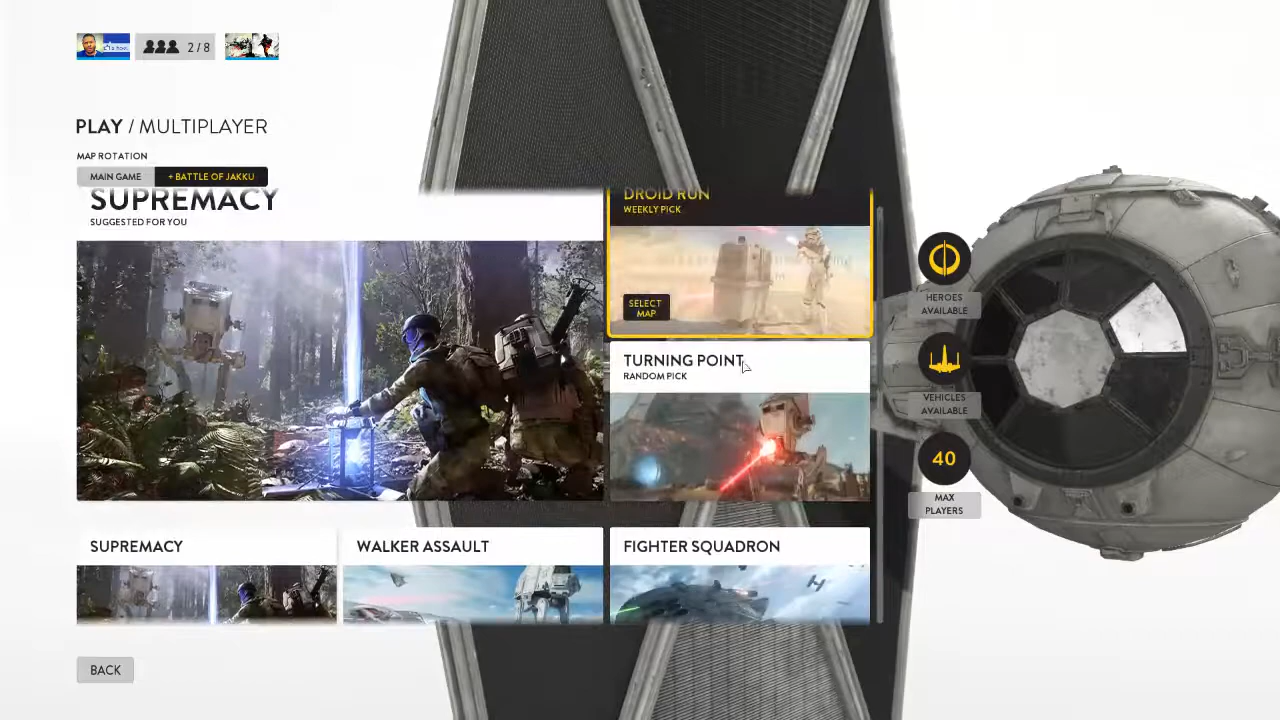 2 / 8
PLAY / MULTIPLAYER
MAP ROTATION
MAIN GAME
+ BATTLE OF JAKKU
SUPREMACY
SUGGESTED FOR YOU
DROID RUN
WEEKLY PICK
SELECT
MAP
TURNING POINT
RANDOM PICK
HEROES
AVAILABLE
VEHICLES
AVAILABLE
40
MAX
PLAYERS
SUPREMACY
WALKER ASSAULT
FIGHTER SQUADRON
BACK